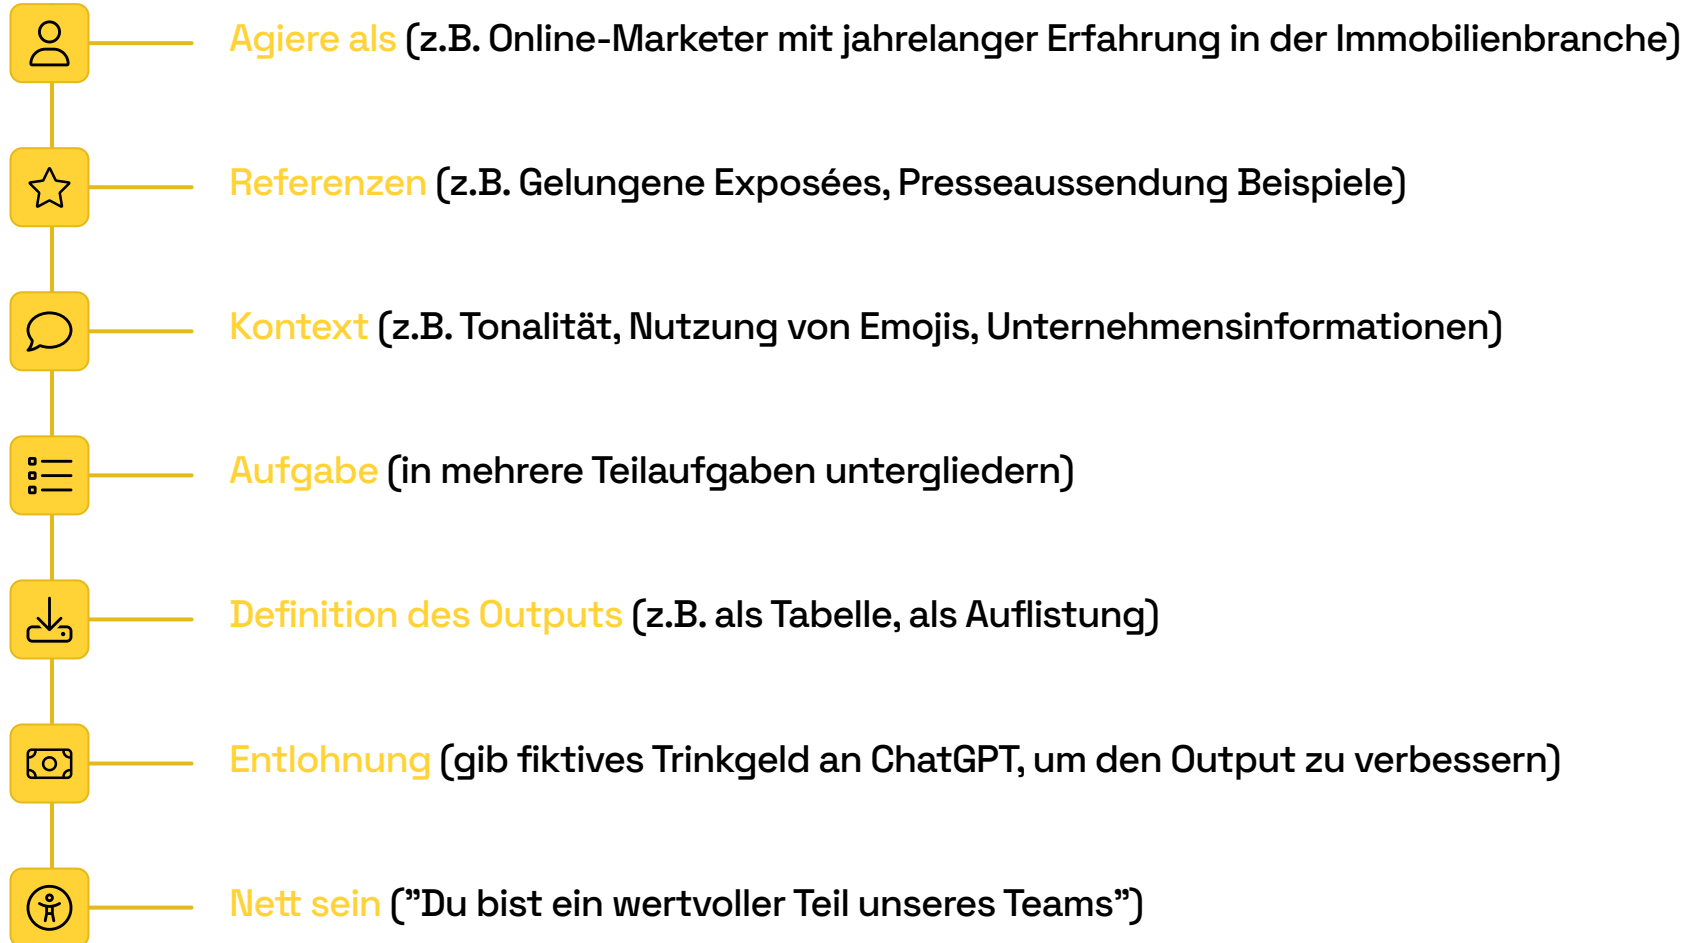 Agiere als (z.B. Online-Marketer mit jahrelanger Erfahrung in der Immobilienbranche)
Referenzen (z.B. Gelungene Exposées, Presseaussendung Beispiele)
Kontext (z.B. Tonalität, Nutzung von Emojis, Unternehmensinformationen)
Aufgabe (in mehrere Teilaufgaben untergliedern)
Definition des Outputs (z.B. als Tabelle, als Auflistung)
Entlohnung (gib fiktives Trinkgeld an ChatGPT, um den Output zu verbessern)
Nett sein (”Du bist ein wertvoller Teil unseres Teams”)